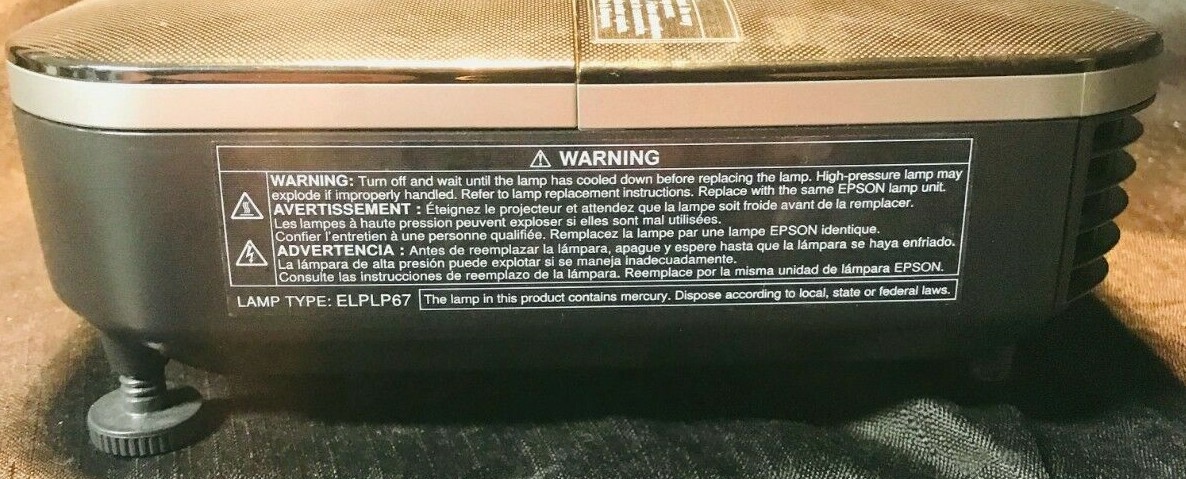 ⚠ WARNING
WARNING: Turn off and wait until the lamp has cooled down before replacing the lamp. High-pressure lamp may
explode if improperly handled. Refer to lamp replacement instructions. Replace with the same EPSON lamp unit.
AVERTISSEMENT : Éteignez le projecteur et attendez que la lampe soit froide avant de la remplacer.
Les lampes à haute pression peuvent exploser si elles sont mal utilisées.
Confier l'entretien à une personne qualifiée. Remplacez la lampe par une lampe EPSON identique.
ADVERTENCIA : Antes de reemplazar la lámpara, apague y espere hasta que la lámpara se haya enfriado.
La lámpara de alta presión puede explotar si se maneja inadecuadamente.
Consulte las instrucciones de reemplazo de la lámpara. Reemplace por la misma unidad de lámpara EPSON.
LAMP TYPE: ELPLP67 The lamp in this product contains mercury. Dispose according to local, state or federal laws.